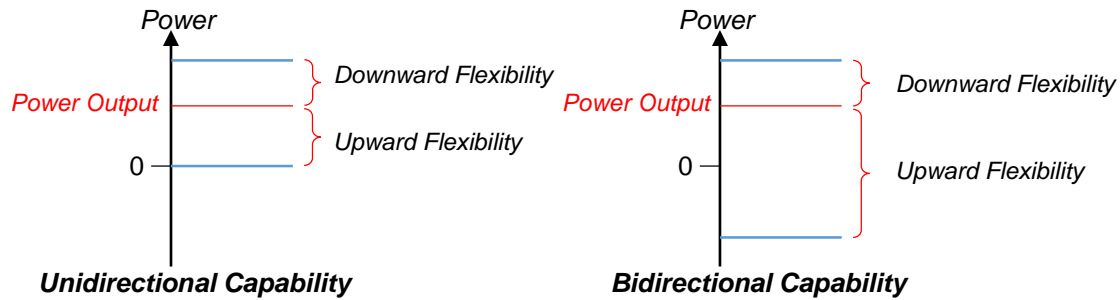 Power
Downward Flexibility
Power Output
Upward Flexibility
0
Unidirectional Capability
Power
Downward Flexibility
Power Output
0
Upward Flexibility
Bidirectional Capability